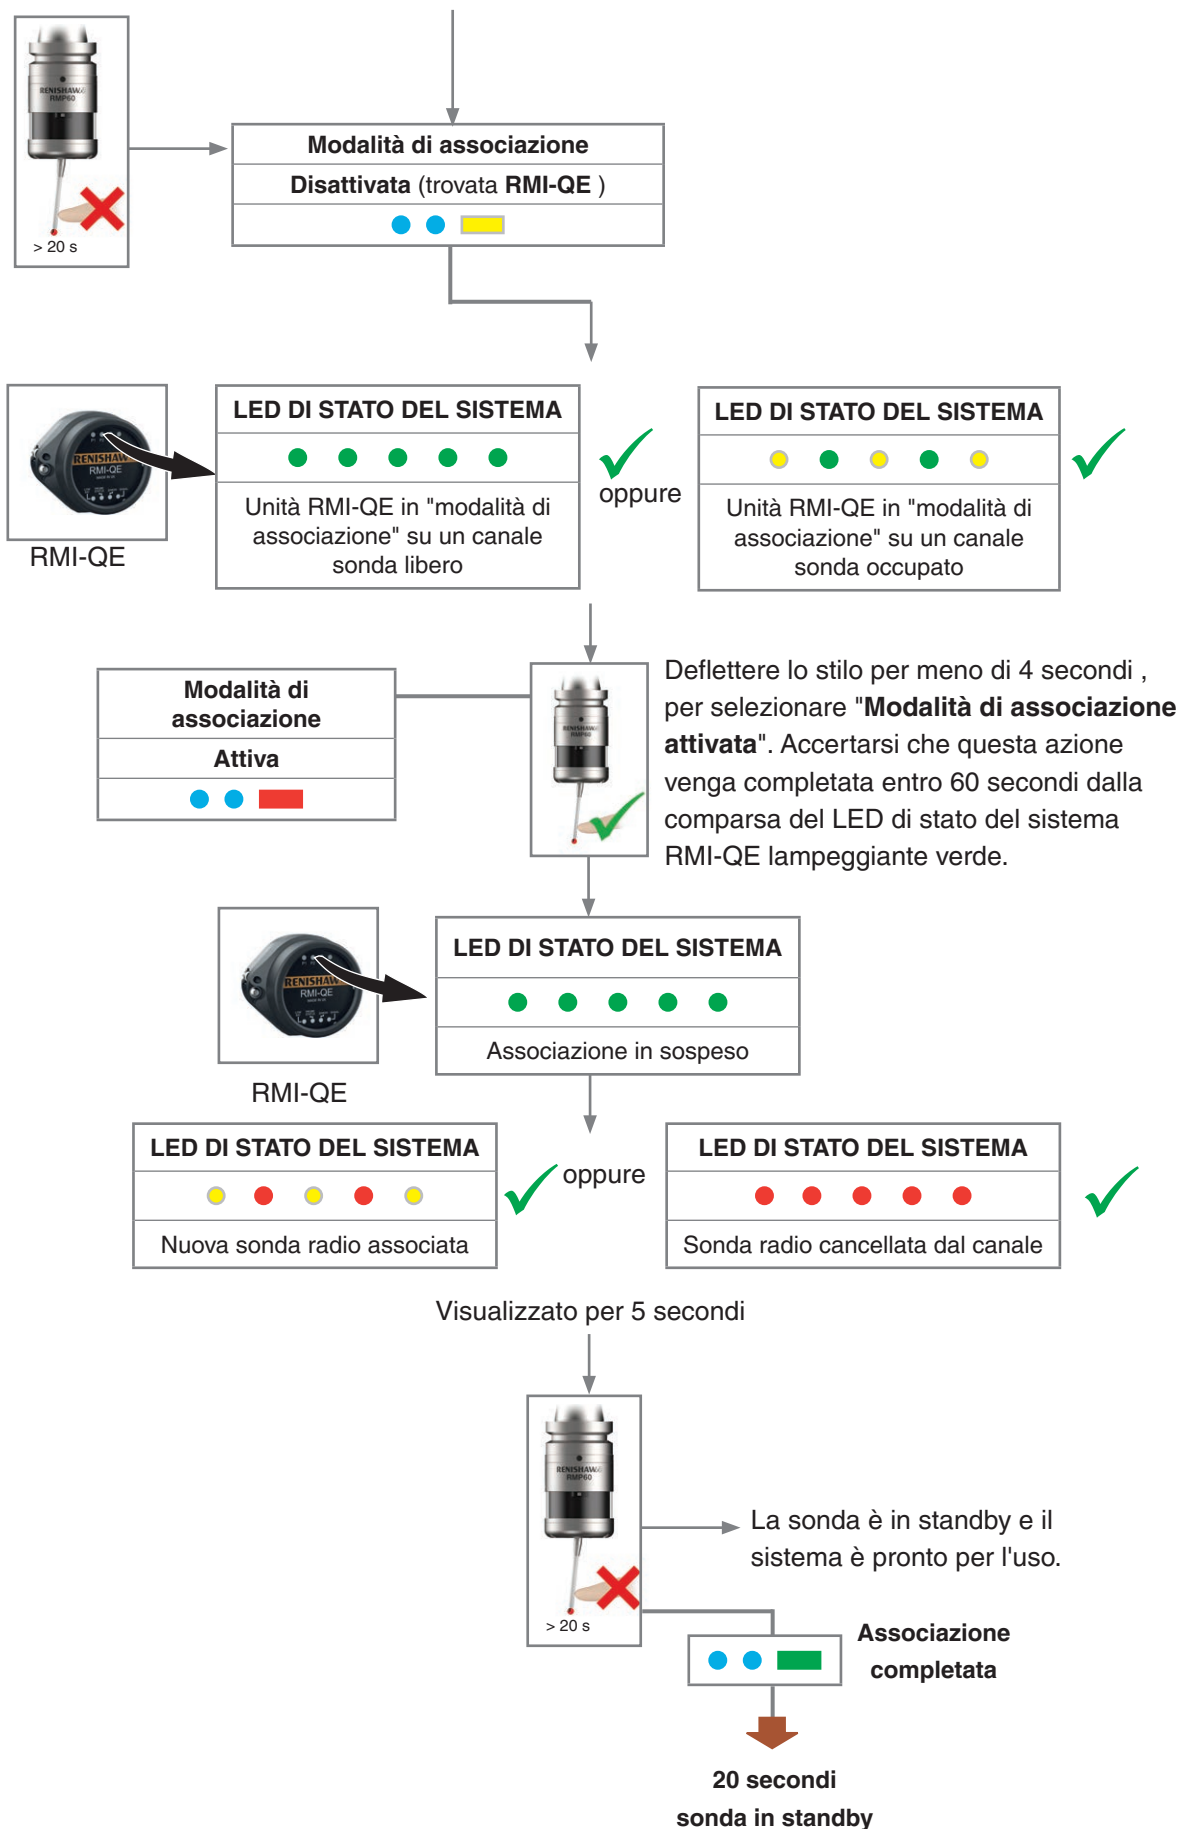 RENISHAW
RMP60
> 20 s
Modalità di associazione
Disattivata (trovata RMI-QE )
RENISHAW
RMI-QE
RMI-QE
LED DI STATO DEL SISTEMA
Unità RMI-QE in "modalità di
associazione" su un canale
sonda libero
oppure
LED DI STATO DEL SISTEMA
Unità RMI-QE in "modalità di
associazione" su un canale
sonda occupato
Modalità di
associazione
Attiva
RENISHAW
RMP60
Deflettere lo stilo per meno di 4 secondi ,
per selezionare "Modalità di associazione
attivata". Accertarsi che questa azione
venga completata entro 60 secondi dalla
comparsa del LED di stato del sistema
RMI-QE lampeggiante verde.
RENISHAW
RMI-QE
RMI-QE
LED DI STATO DEL SISTEMA
Associazione in sospeso
LED DI STATO DEL SISTEMA
Nuova sonda radio associata
oppure
LED DI STATO DEL SISTEMA
Sonda radio cancellata dal canale
Visualizzato per 5 secondi
RENISHAW
RMP60
> 20 s
La sonda è in standby e il
sistema è pronto per l'uso.
Associazione
completata
20 secondi
sonda in standby